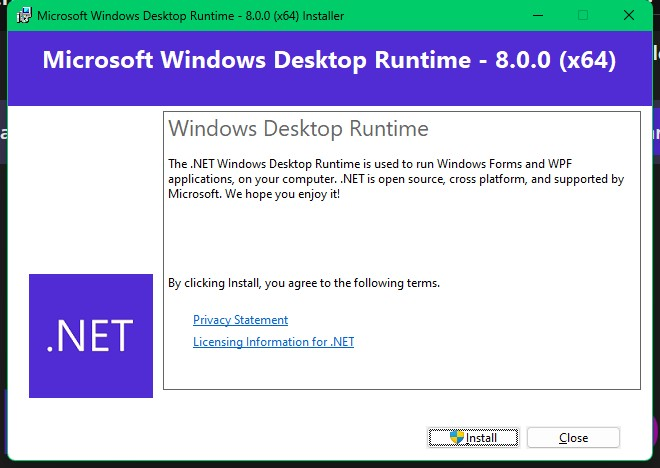 Microsoft Windows Desktop Runtime - 8.0.0 (x64) Installer
Microsoft Windows Desktop Runtime - 8.0.0 (x64)
Windows Desktop Runtime
The .NET Windows Desktop Runtime is used to run Windows Forms and WPF
applications, on your computer. .NET is open source, cross platform, and supported by
Microsoft. We hope you enjoy it!
By clicking Install, you agree to the following terms.
Privacy Statement
Licensing Information for .NET
.NET
Install
Close